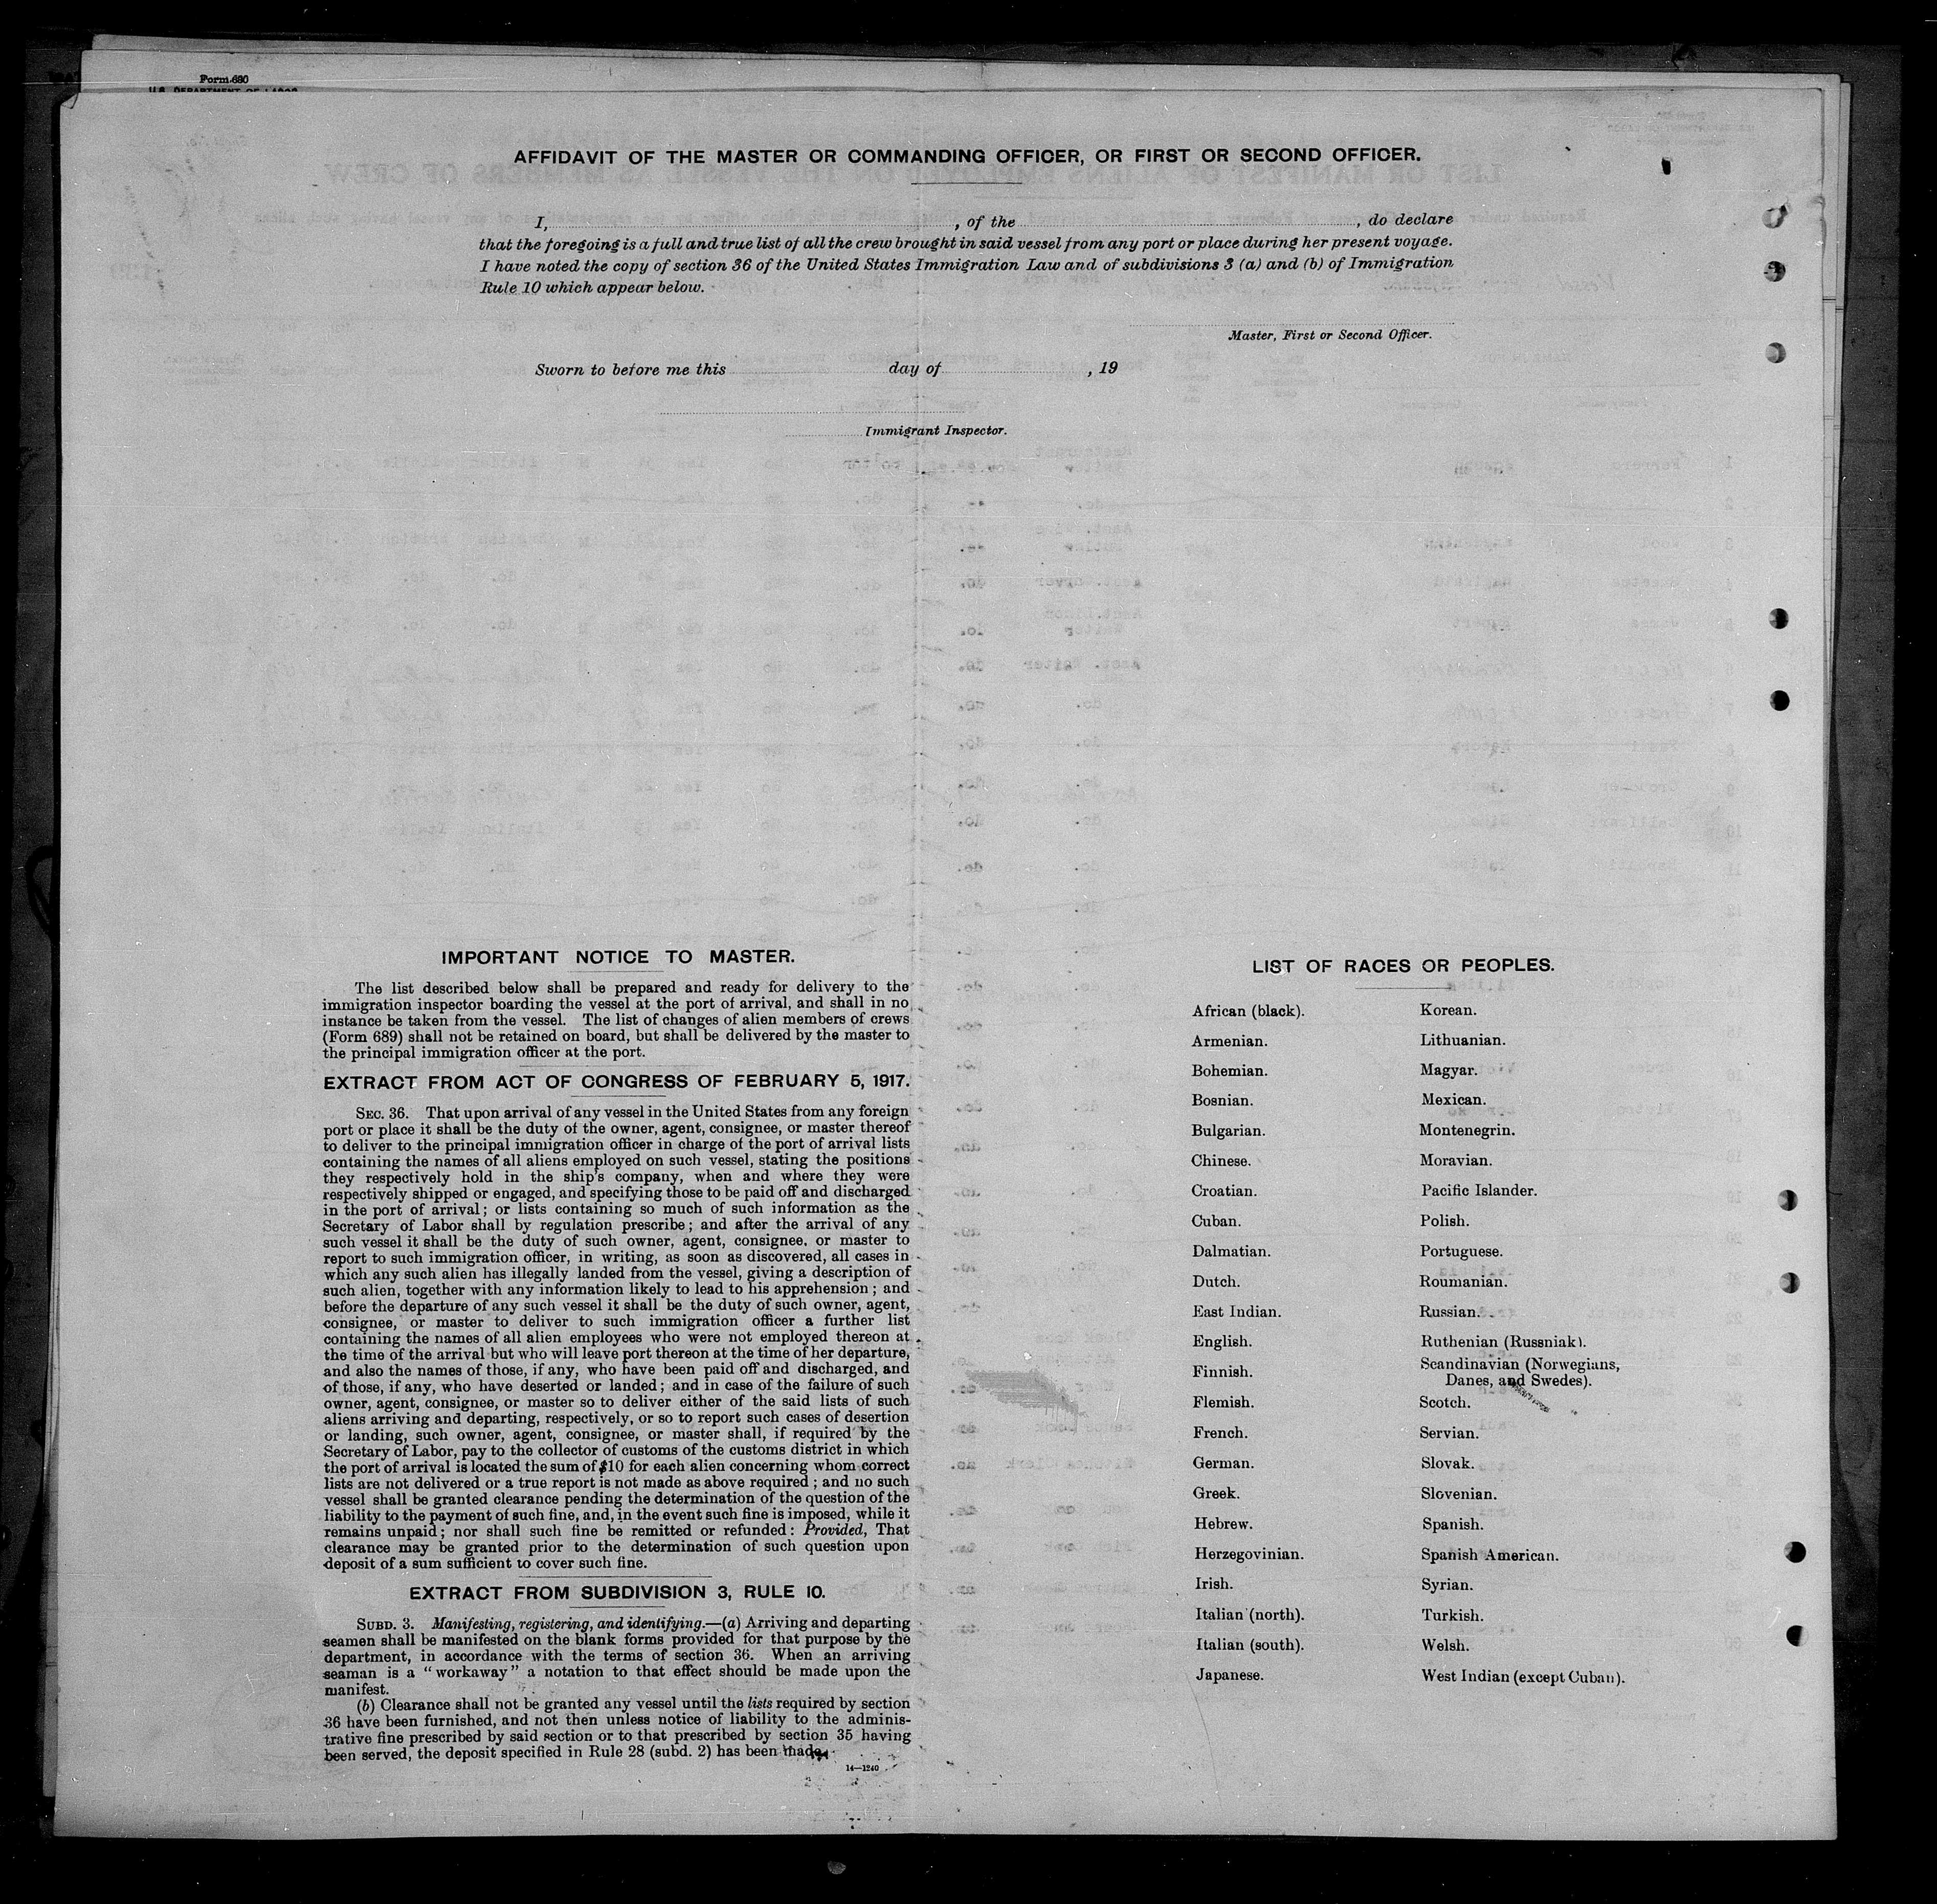 Form 680
U.S. DEPARTMENT OF LABOR
AFFIDAVIT OF THE MASTER OR COMMANDING OFFICER, OR FIRST OR SECOND OFFICER.
I, , of the , do declare
that the foregoing is a full and true list of all the crew brought in said vessel from any port or place during her present voyage.
I have noted the copy of section 36 of the United States Immigration Law and of subdivisions 3 (a) and (b) of Immigration
Rule 10 which appear below.
Master, First or Second Officer.
Sworn to before me this day of , 19
Immigrant Inspector.
IMPORTANT NOTICE TO MASTER.
The list described below shall be prepared and ready for delivery to the
immigration inspector boarding the vessel at the port of arrival, and shall in no
instance be taken from the vessel. The list of changes of alien members of crews
(Form 689) shall not be retained on board, but shall be delivered by the master to
the principal immigration officer at the port.
EXTRACT FROM ACT OF CONGRESS OF FEBRUARY 5, 1917.
SEC. 36. That upon arrival of any vessel in the United States from any foreign
port or place it shall be the duty of the owner, agent, consignee, or master thereof
to deliver to the principal immigration officer in charge of the port of arrival lists
containing the names of all aliens employed on such vessel, stating the positions
they respectively hold in the ship's company, when and where they were
respectively shipped or engaged, and specifying those to be paid off and discharged
in the port of arrival; or lists containing so much of such information as the
Secretary of Labor shall by regulation prescribe; and after the arrival of any
such vessel it shall be the duty of such owner, agent, consignee, or master to
report to such immigration officer, in writing, as soon as discovered, all cases in
which any such alien has illegally landed from the vessel, giving a description of
such alien, together with any information likely to lead to his apprehension; and
before the departure of any such vessel it shall be the duty of such owner, agent,
consignee, or master to deliver to such immigration officer a further list
containing the names of all alien employees who were not employed thereon at
the time of the arrival but who will leave port thereon at the time of her departure,
and also the names of those, if any, who have been paid off and discharged, and
of those, if any, who have deserted or landed; and in case of the failure of such
owner, agent, consignee, or master so to deliver either of the said lists of such
aliens arriving and departing, respectively, or so to report such cases of desertion
or landing, such owner, agent, consignee, or master shall, if required by the
Secretary of Labor, pay to the collector of customs of the customs district in which
the port of arrival is located the sum of $10 for each alien concerning whom correct
lists are not delivered or a true report is not made as above required; and no such
vessel shall be granted clearance pending the determination of the question of the
liability to the payment of such fine, and, in the event such fine is imposed, while it
remains unpaid; nor shall such fine be remitted or refunded: Provided, That
clearance may be granted prior to the determination of such question upon
deposit of a sum sufficient to cover such fine.
EXTRACT FROM SUBDIVISION 3, RULE 10.
SUBD. 3. Manifesting, registering, and identifying.—(a) Arriving and departing
seamen shall be manifested on the blank forms provided for that purpose by the
department, in accordance with the terms of section 36. When an arriving
seaman is a "workaway" a notation to that effect should be made upon the
manifest.
(b) Clearance shall not be granted any vessel until the lists required by section
36 have been furnished, and not then unless notice of liability to the adminis-
trative fine prescribed by said section or to that prescribed by section 35 having
been served, the deposit specified in Rule 28 (subd. 2) has been made.
14—1240
LIST OF RACES OR PEOPLES.
African (black).
Armenian.
Bohemian.
Bosnian.
Bulgarian.
Chinese.
Croatian.
Cuban.
Dalmatian.
Dutch.
East Indian.
English.
Finnish.
Flemish.
French.
German.
Greek.
Hebrew.
Herzegovinian.
Irish.
Italian (north).
Italian (south).
Japanese.
Korean.
Lithuanian.
Magyar.
Mexican.
Montenegrin.
Moravian.
Pacific Islander.
Polish.
Portuguese.
Roumanian.
Russian.
Ruthenian (Russniak).
Scandinavian (Norwegians,
Danes, and Swedes).
Scotch.
Servian.
Slovak.
Slovenian.
Spanish.
Spanish American.
Syrian.
Turkish.
Welsh.
West Indian (except Cuban).